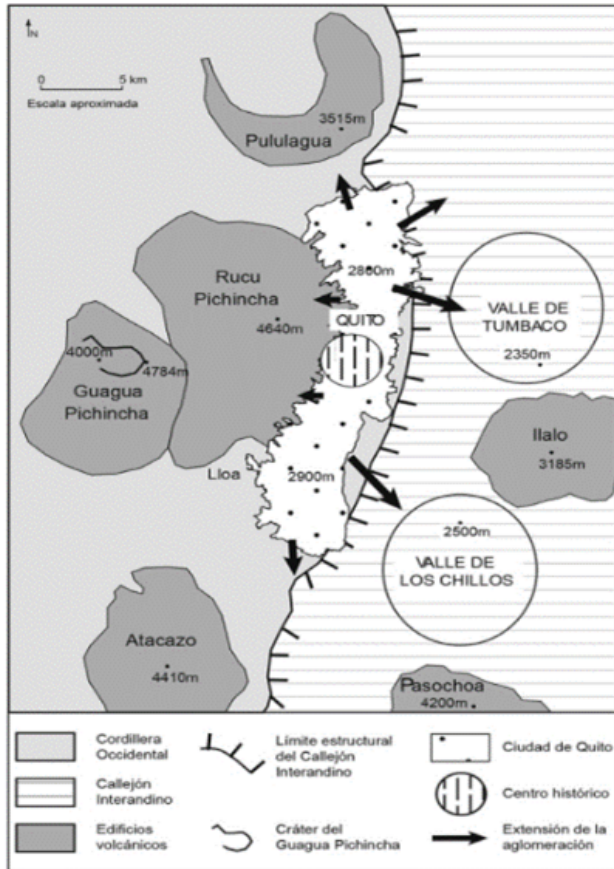 N
0 5 km
Escala aproximada
3515m
Pululagua
2800m
Rucu
Pichincha
4640m
QUITO
VALLE DE
TUMBACO
2350m
4000m
4784m
Guagua
Pichincha
Ilalo
3185m
Lloa
2900m
2500m
VALLE DE
LOS CHILLOS
Atacazo
4410m
Pasochoa
4200m
Cordillera
Occidental
Límite estructural
del Callejón
Interandino
Ciudad de Quito
Callejón
Interandino
Centro histórico
Edificios
volcánicos
Cráter del
Guagua Pichincha
Extensión de la
aglomeración